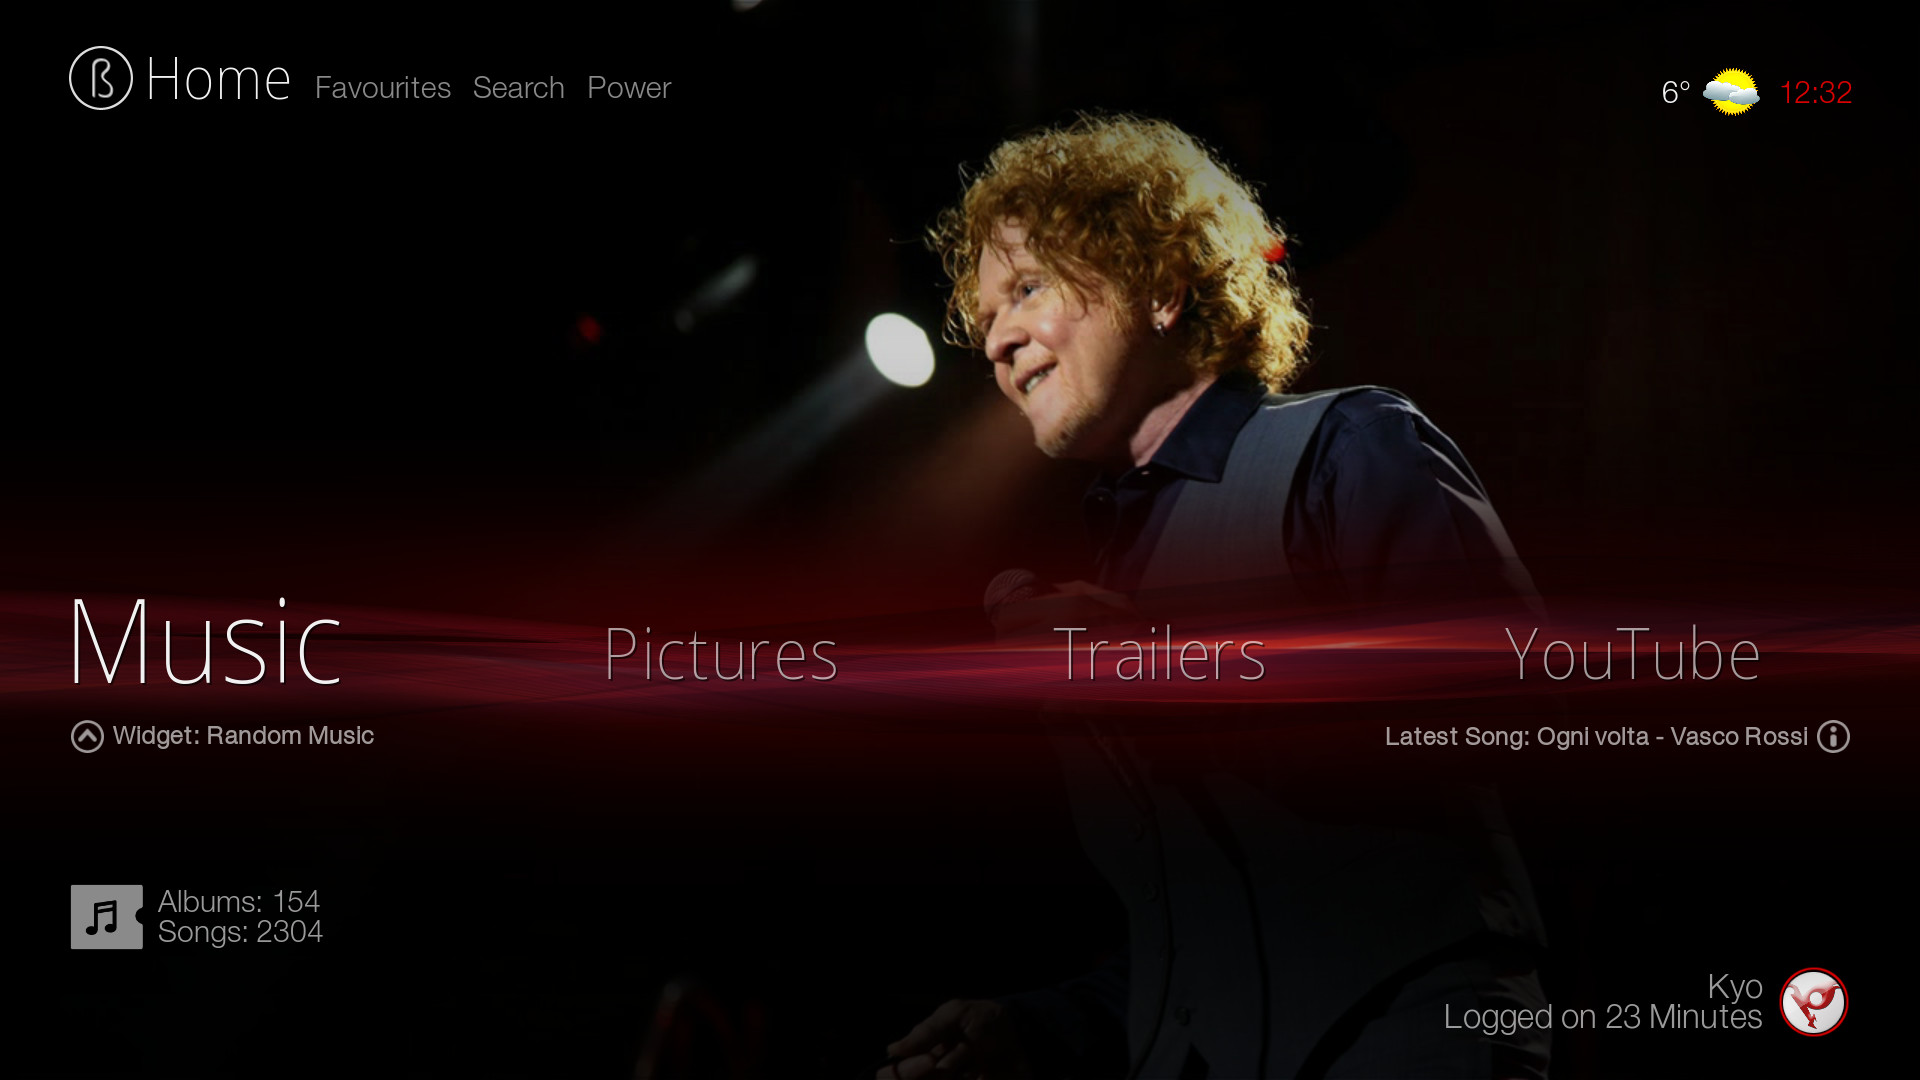 ß Home Favourites Search Power
6° 12:32
Music Pictures Trailers YouTube
Widget: Random Music
Latest Song: Ogni volta - Vasco Rossi
Albums: 154
Songs: 2304
Kyo
Logged on 23 Minutes